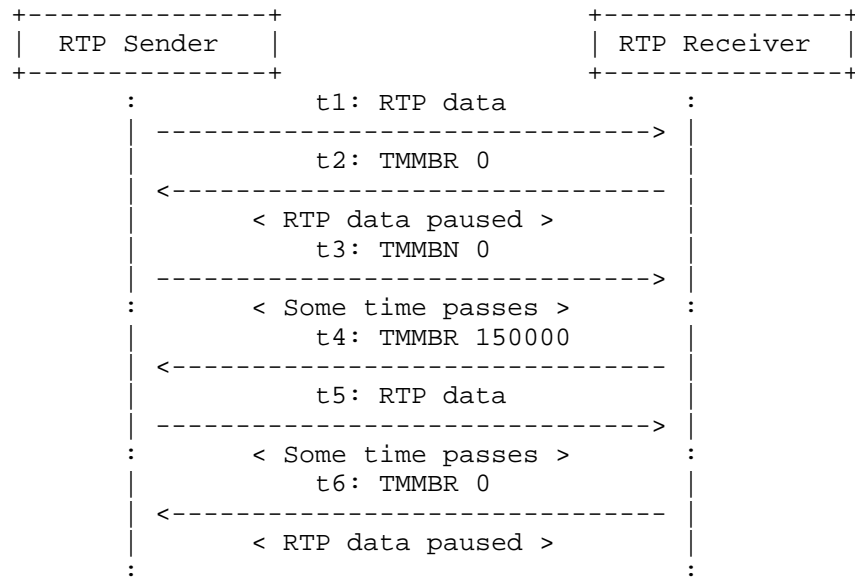 RTP Sender RTP Receiver
t1: RTP data
t2: TMMBR 0
< RTP data paused >
t3: TMMBN 0
< Some time passes >
t4: TMMBR 150000
t5: RTP data
< Some time passes >
t6: TMMBR 0
< RTP data paused >